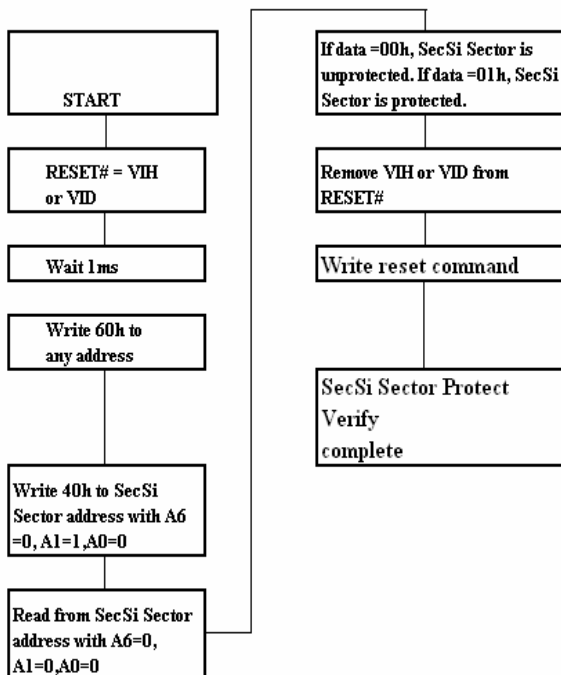 START
RESET# = VIH
or VID
Wait 1ms
Write 60h to
any address
Write 40h to SecSi
Sector address with A6
=0, A1=1,A0=0
Read from SecSi Sector
address with A6=0,
A1=0,A0=0
If data =00h, SecSi Sector is
unprotected. If data =01h, SecSi
Sector is protected.
Remove VIH or VID from
RESET#
Write reset command
SecSi Sector Protect
Verify
complete